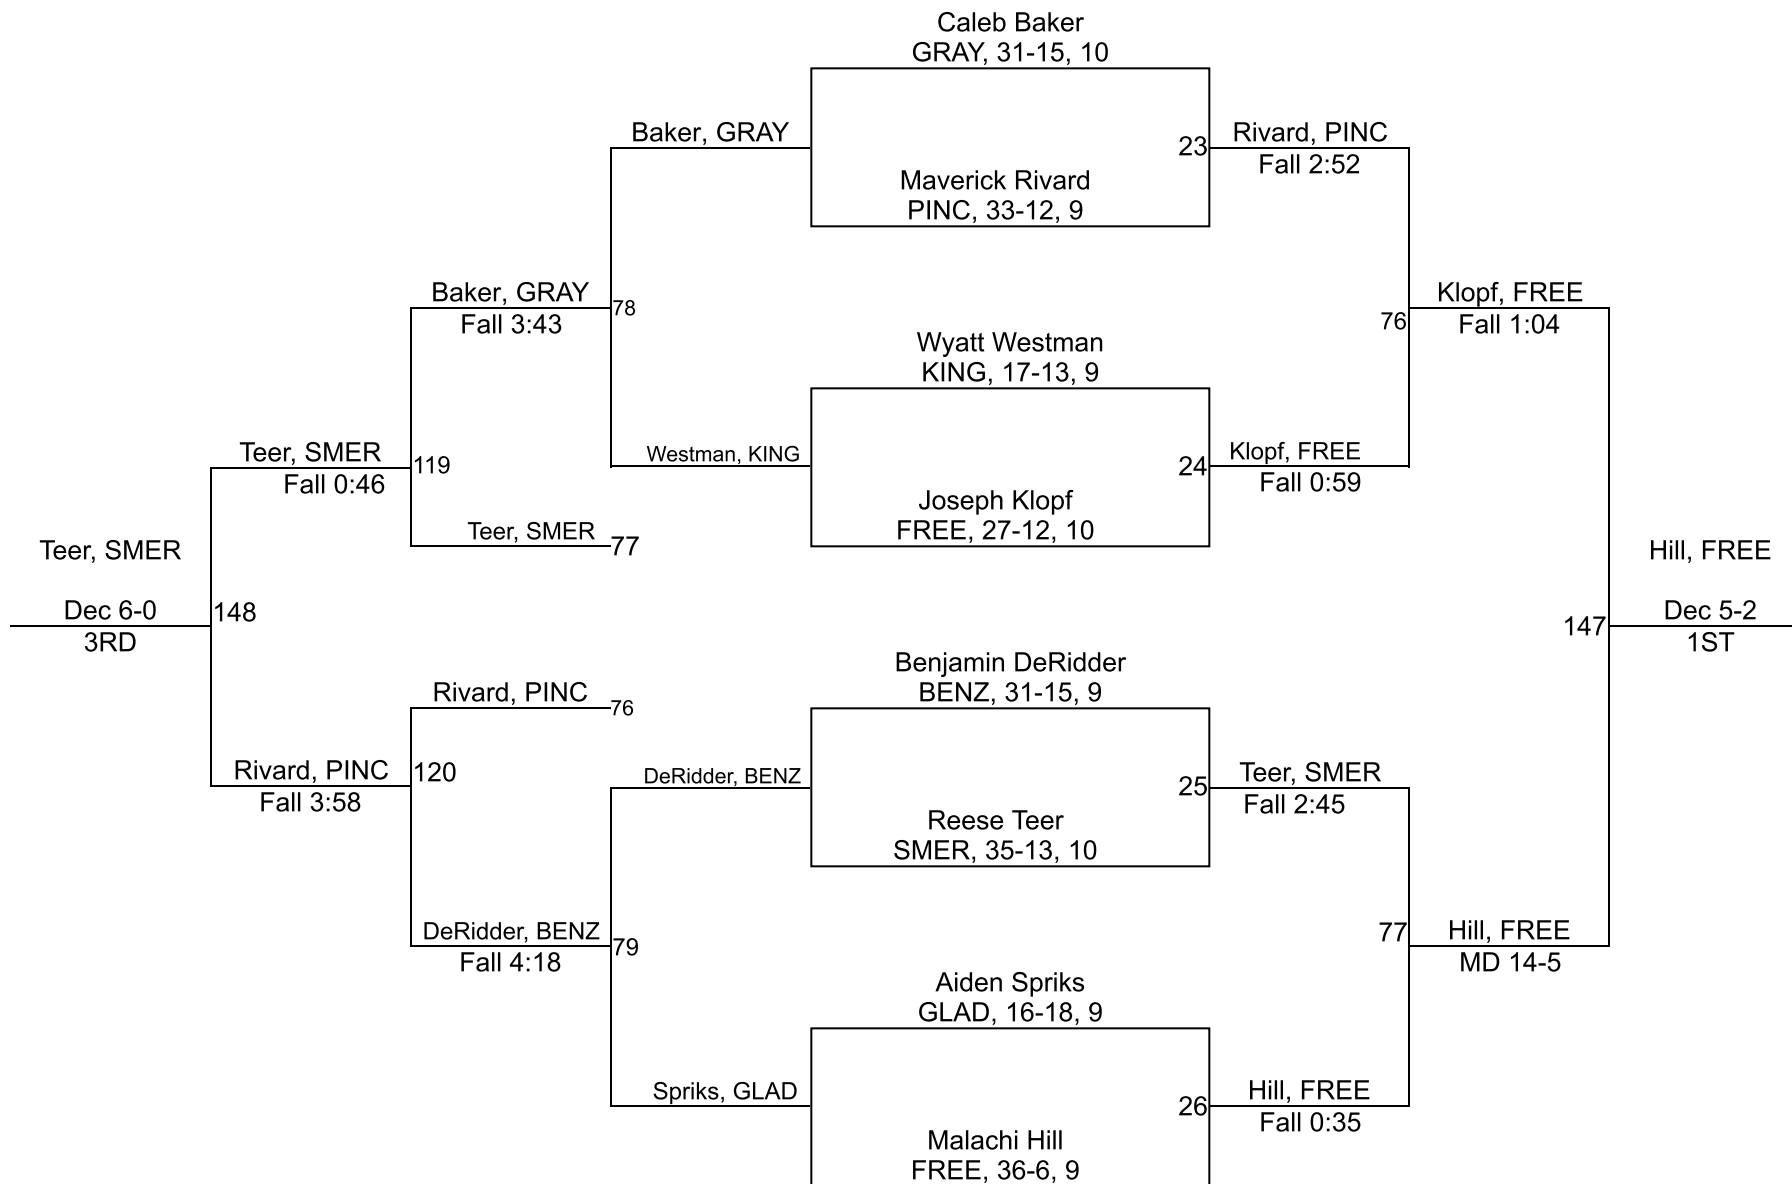 Caleb Baker
GRAY, 31-15, 10
Baker, GRAY
23
Rivard, PINC
Fall 2:52
Maverick Rivard
PINC, 33-12, 9
Baker, GRAY
Fall 3:43
78
76
Klopf, FREE
Fall 1:04
Wyatt Westman
KING, 17-13, 9
Teer, SMER
Fall 0:46
119
Westman, KING
24
Klopf, FREE
Fall 0:59
Joseph Klopf
FREE, 27-12, 10
Teer, SMER
77
Teer, SMER
Dec 6-0
3RD
148
147
Hill, FREE
Dec 5-2
1ST
Benjamin DeRidder
BENZ, 31-15, 9
Rivard, PINC
76
Rivard, PINC
Fall 3:58
120
DeRidder, BENZ
25
Teer, SMER
Fall 2:45
Reese Teer
SMER, 35-13, 10
DeRidder, BENZ
Fall 4:18
79
77
Hill, FREE
MD 14-5
Aiden Spriks
GLAD, 16-18, 9
Spriks, GLAD
26
Hill, FREE
Fall 0:35
Malachi Hill
FREE, 36-6, 9